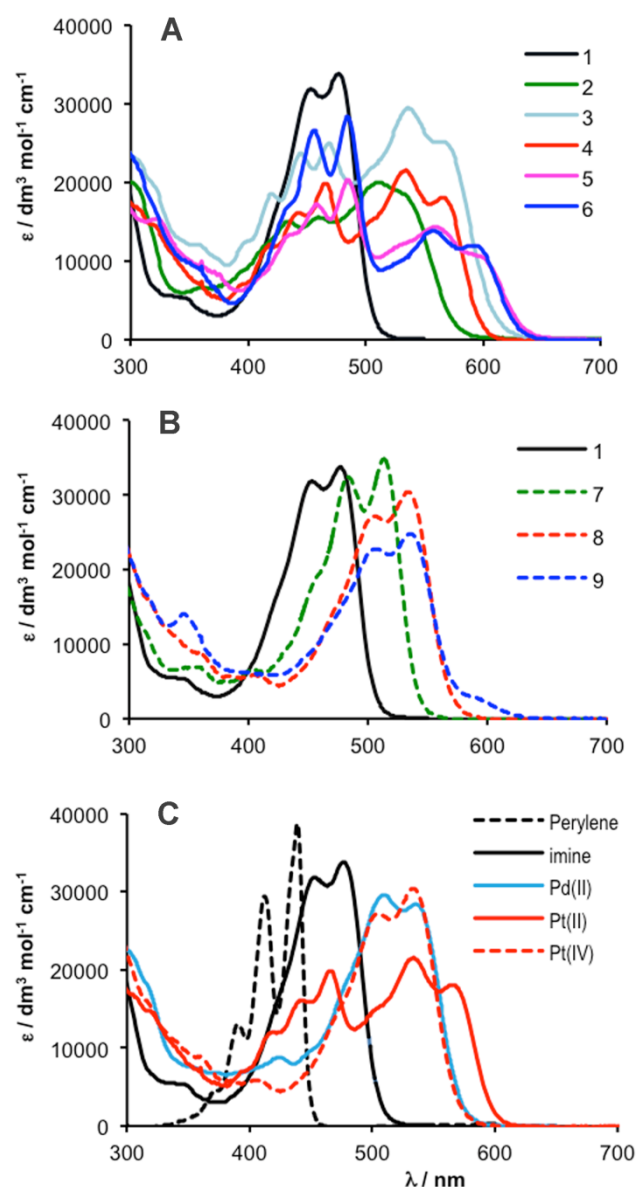 A
40000
30000
20000
10000
0
ε / dm³ mol⁻¹ cm⁻¹
1
2
3
4
5
6
300 400 500 600 700
B
40000
30000
20000
10000
0
ε / dm³ mol⁻¹ cm⁻¹
1
7
8
9
300 400 500 600 700
C
40000
30000
20000
10000
0
ε / dm³ mol⁻¹ cm⁻¹
Perylene
imine
Pd(II)
Pt(II)
Pt(IV)
300 400 500 600 700
λ / nm